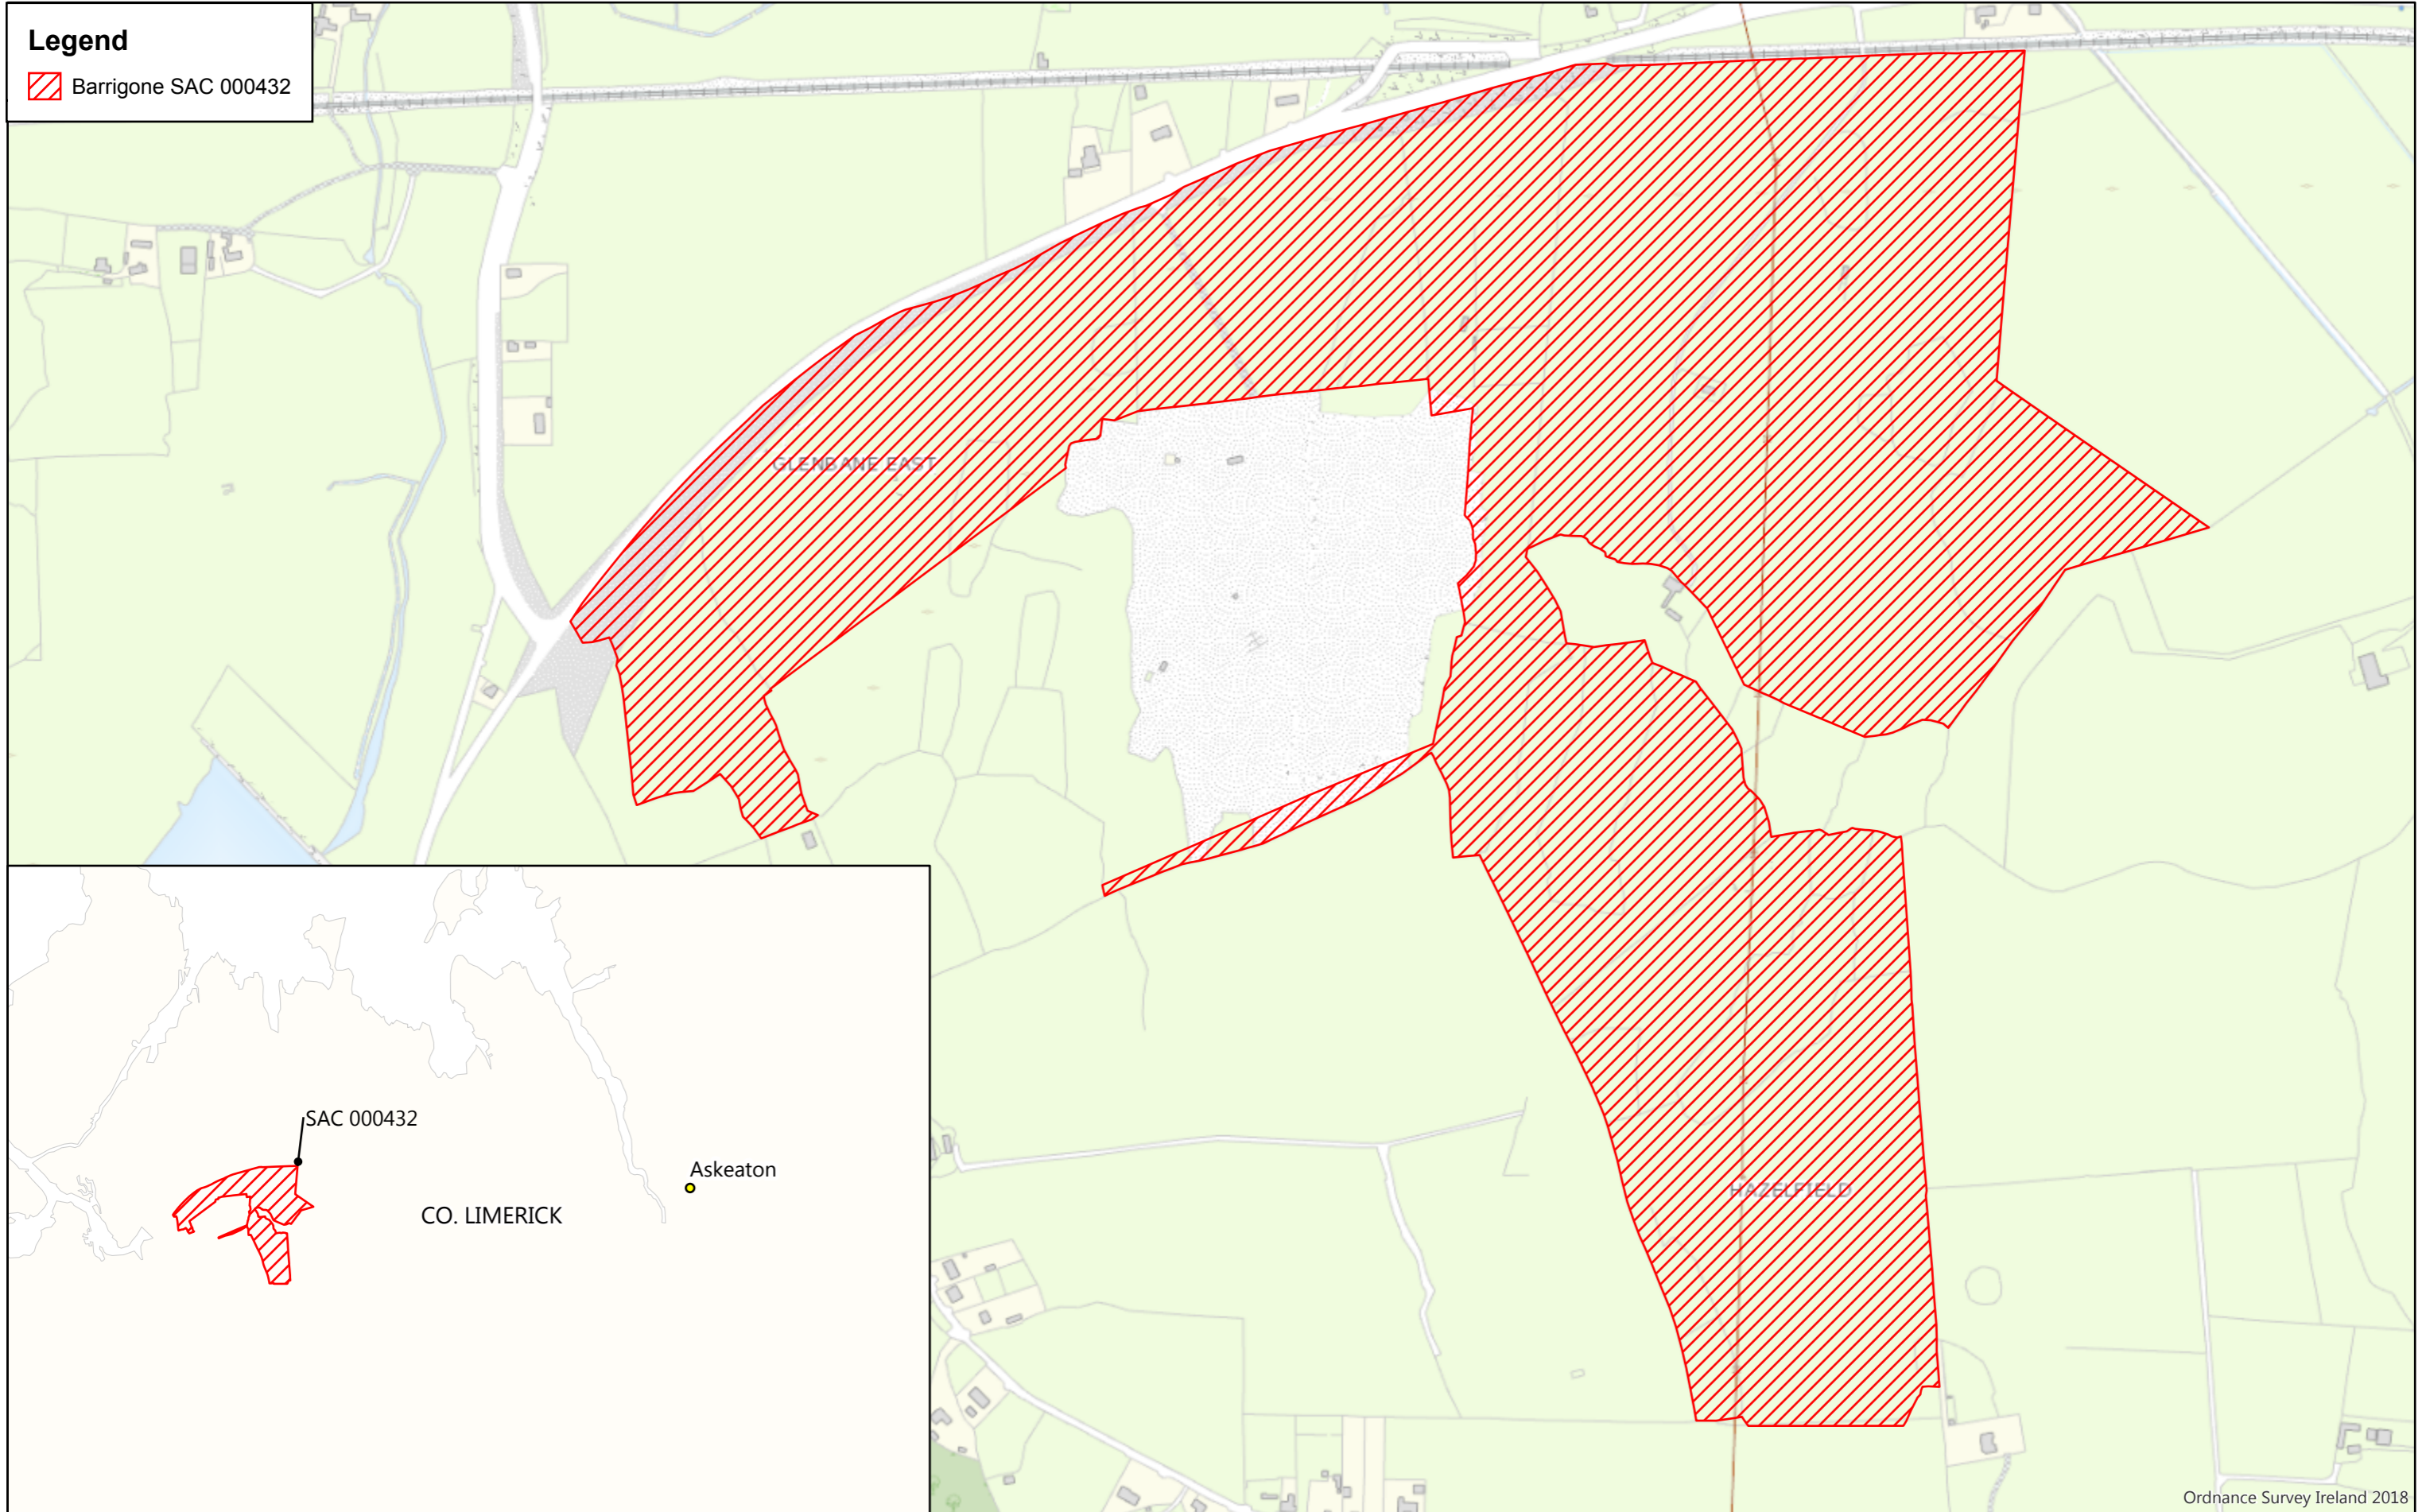 Legend
Barrigone SAC 000432
GLENBANE EAST
SAC 000432
Askeaton
CO. LIMERICK
HAZELFIELD
Ordnance Survey Ireland 2018